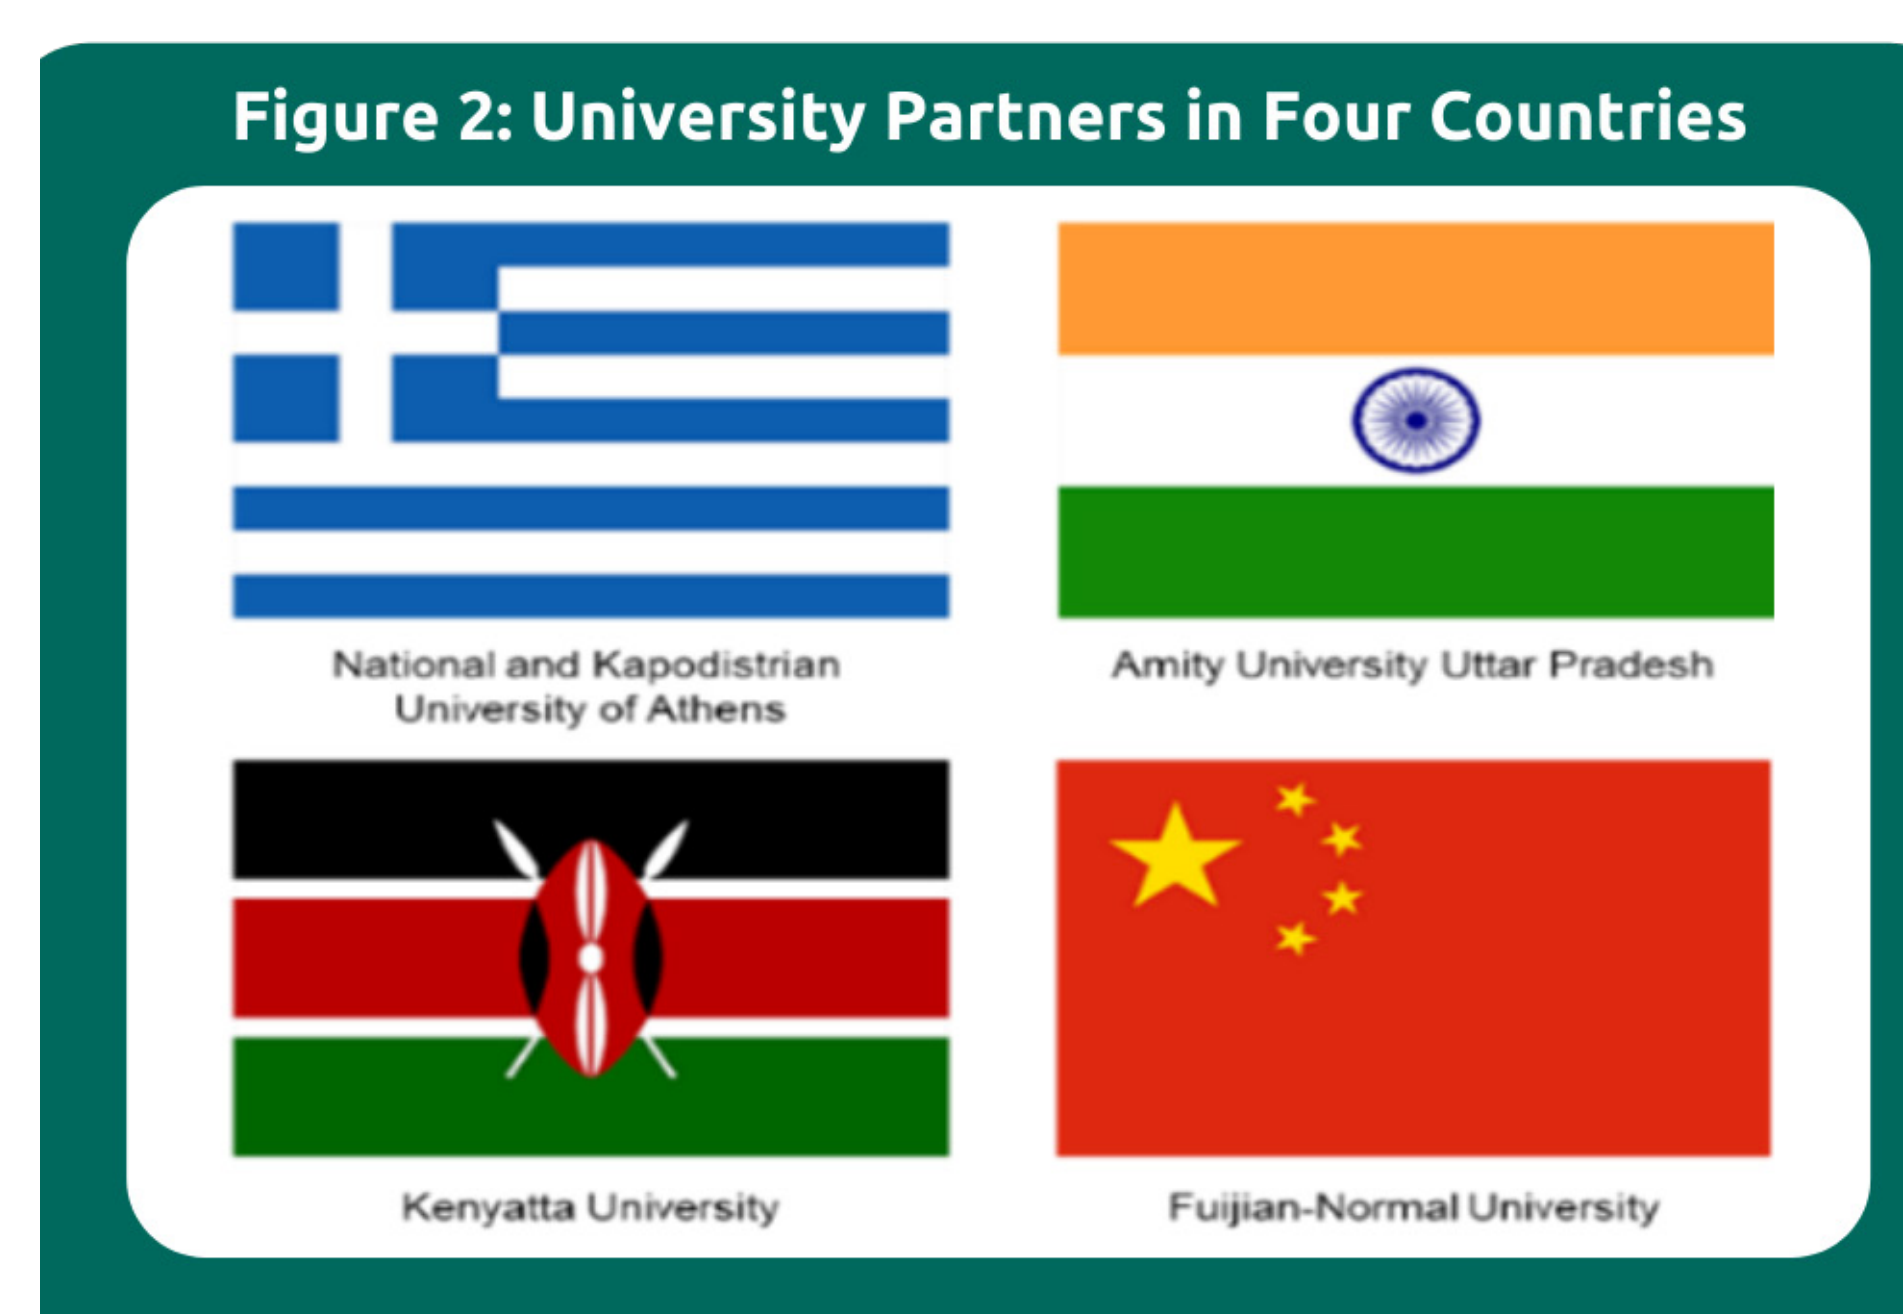 Figure 2: University Partners in Four Countries
National and Kapodistrian
University of Athens
Amity University Uttar Pradesh
Kenyatta University
Fuijian-Normal University